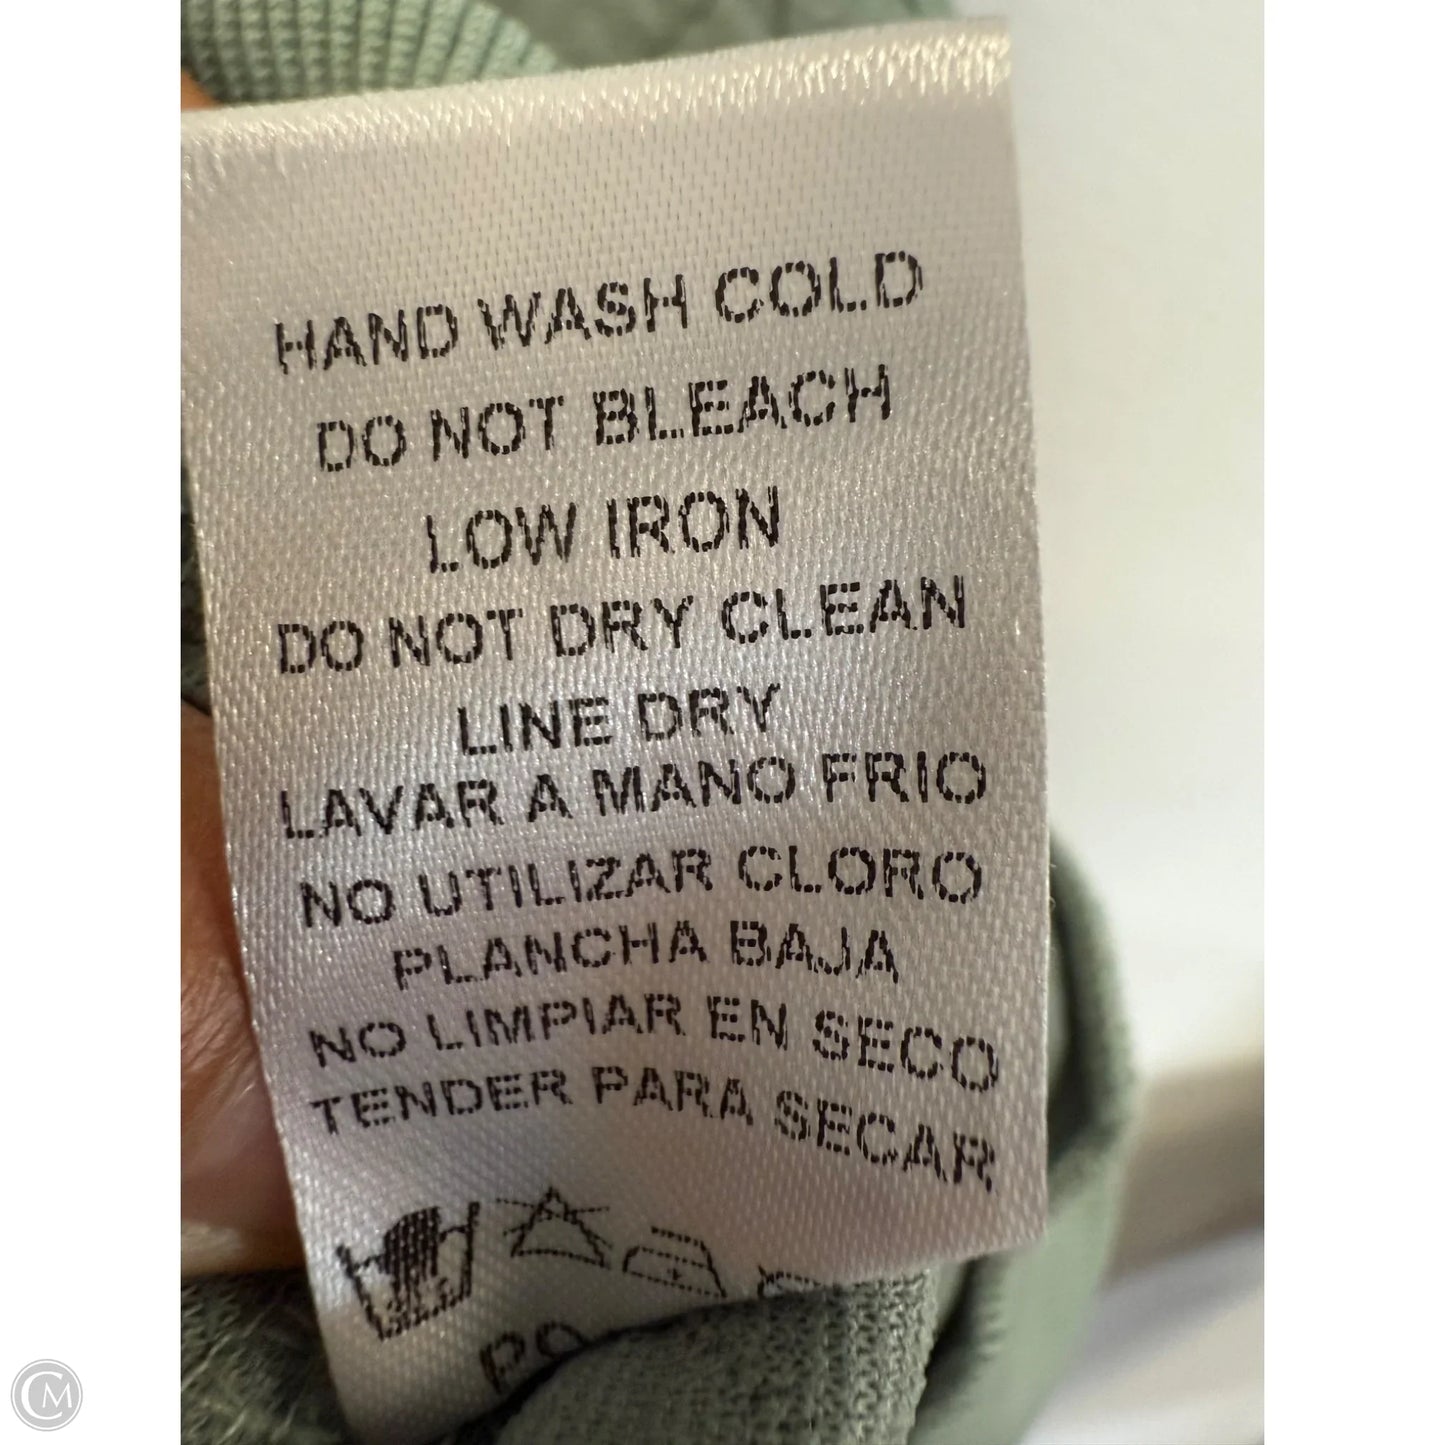 HAND WASH COLD
DO NOT BLEACH
LOW IRON
DO NOT DRY CLEAN
LINE DRY
LAVAR A MANO FRIO
NO UTILIZAR CLORO
PLANCHA BAJA
NO LIMPIAR EN SECO
TENDER PARA SECAR
CM